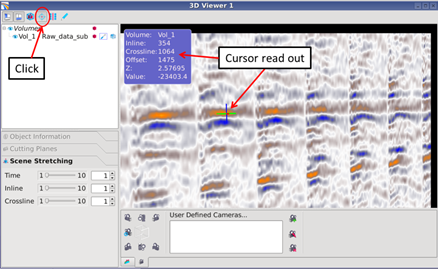 3D Viewer 1
Volume
Vol_1 Raw_data_sub
Click
Volume: Vol_1
Inline: 354
Crossline: 1064
Offset: 1475
Z: 2.57695
Value: -23403.4
Cursor read out
Object Information
Cutting Planes
Scene Stretching
Time 1 10 1
Inline 1 10 1
Crossline 1 10 1
User Defined Cameras...